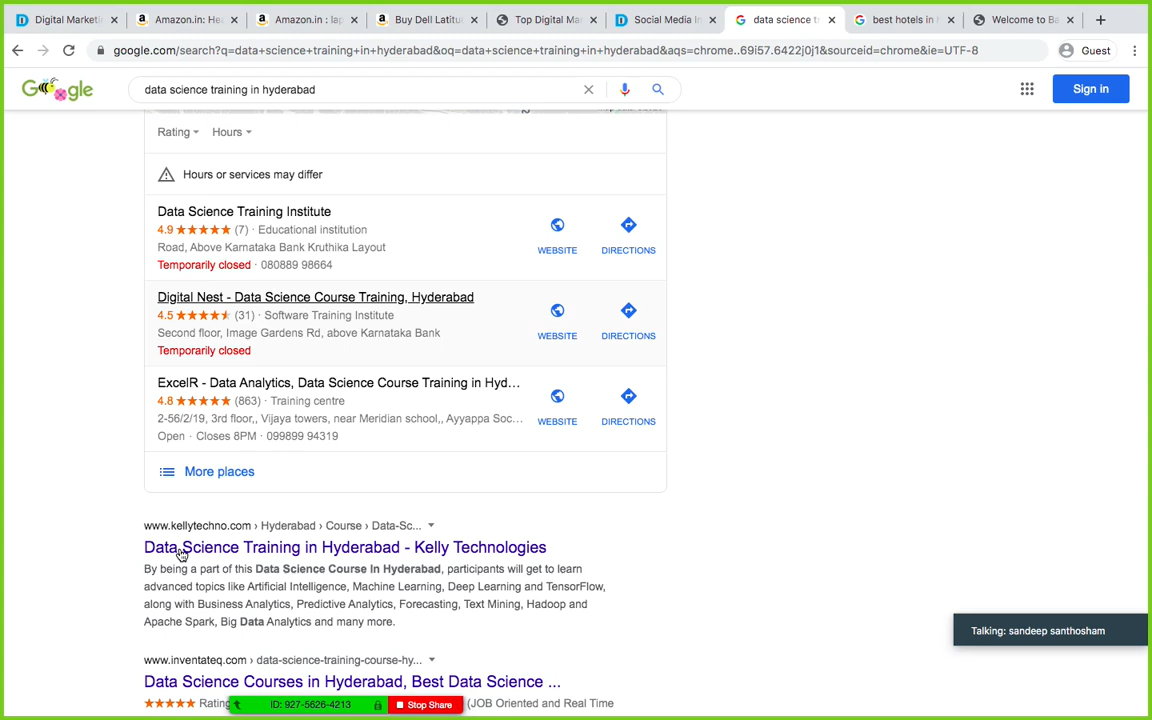 Digital Marketin
Amazon.in: He
Amazon.in : lap
Buy Dell Latitu
Top Digital Mar
Social Media In
data science tr
best hotels in h
Welcome to Ba
google.com/search?q=data+science+training+in+hyderabad&oq=data+science+training+in+hyderabad&aqs=chrome..69i57.6422j0j1&sourceid=chrome&ie=UTF-8
Guest
Google
data science training in hyderabad
Sign in
Rating
Hours
Hours or services may differ
Data Science Training Institute
4.9 (7) · Educational institution
Road, Above Karnataka Bank Kruthika Layout
Temporarily closed · 080889 98664
WEBSITE
DIRECTIONS
Digital Nest - Data Science Course Training, Hyderabad
4.5 (31) · Software Training Institute
Second floor, Image Gardens Rd, above Karnataka Bank
Temporarily closed
WEBSITE
DIRECTIONS
ExcelR - Data Analytics, Data Science Course Training in Hyd...
4.8 (863) · Training centre
2-56/2/19, 3rd floor,, Vijaya towers, near Meridian school,, Ayyappa Soc...
Open · Closes 8PM · 099899 94319
WEBSITE
DIRECTIONS
More places
www.kellytechno.com › Hyderabad › Course › Data-Sc...
Data Science Training in Hyderabad - Kelly Technologies
By being a part of this Data Science Course In Hyderabad, participants will get to learn
advanced topics like Artificial Intelligence, Machine Learning, Deep Learning and TensorFlow,
along with Business Analytics, Predictive Analytics, Forecasting, Text Mining, Hadoop and
Apache Spark, Big Data Analytics and many more.
Talking: sandeep santhosham
www.inventateq.com › data-science-training-course-hy...
Data Science Courses in Hyderabad, Best Data Science ...
Rating
(JOB Oriented and Real Time
ID: 927-5626-4213
Stop Share